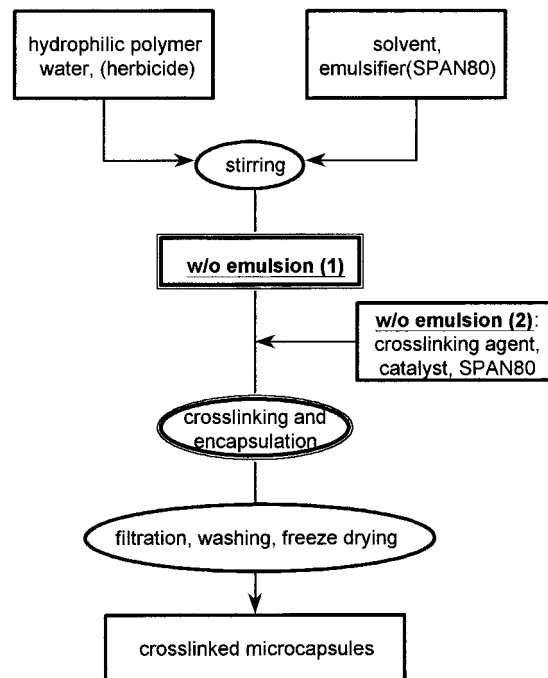 hydrophilic polymer
water, (herbicide)
solvent,
emulsifier(SPAN80)
stirring
w/o emulsion (1)
w/o emulsion (2):
crosslinking agent,
catalyst, SPAN80
crosslinking and
encapsulation
filtration, washing, freeze drying
crosslinked microcapsules